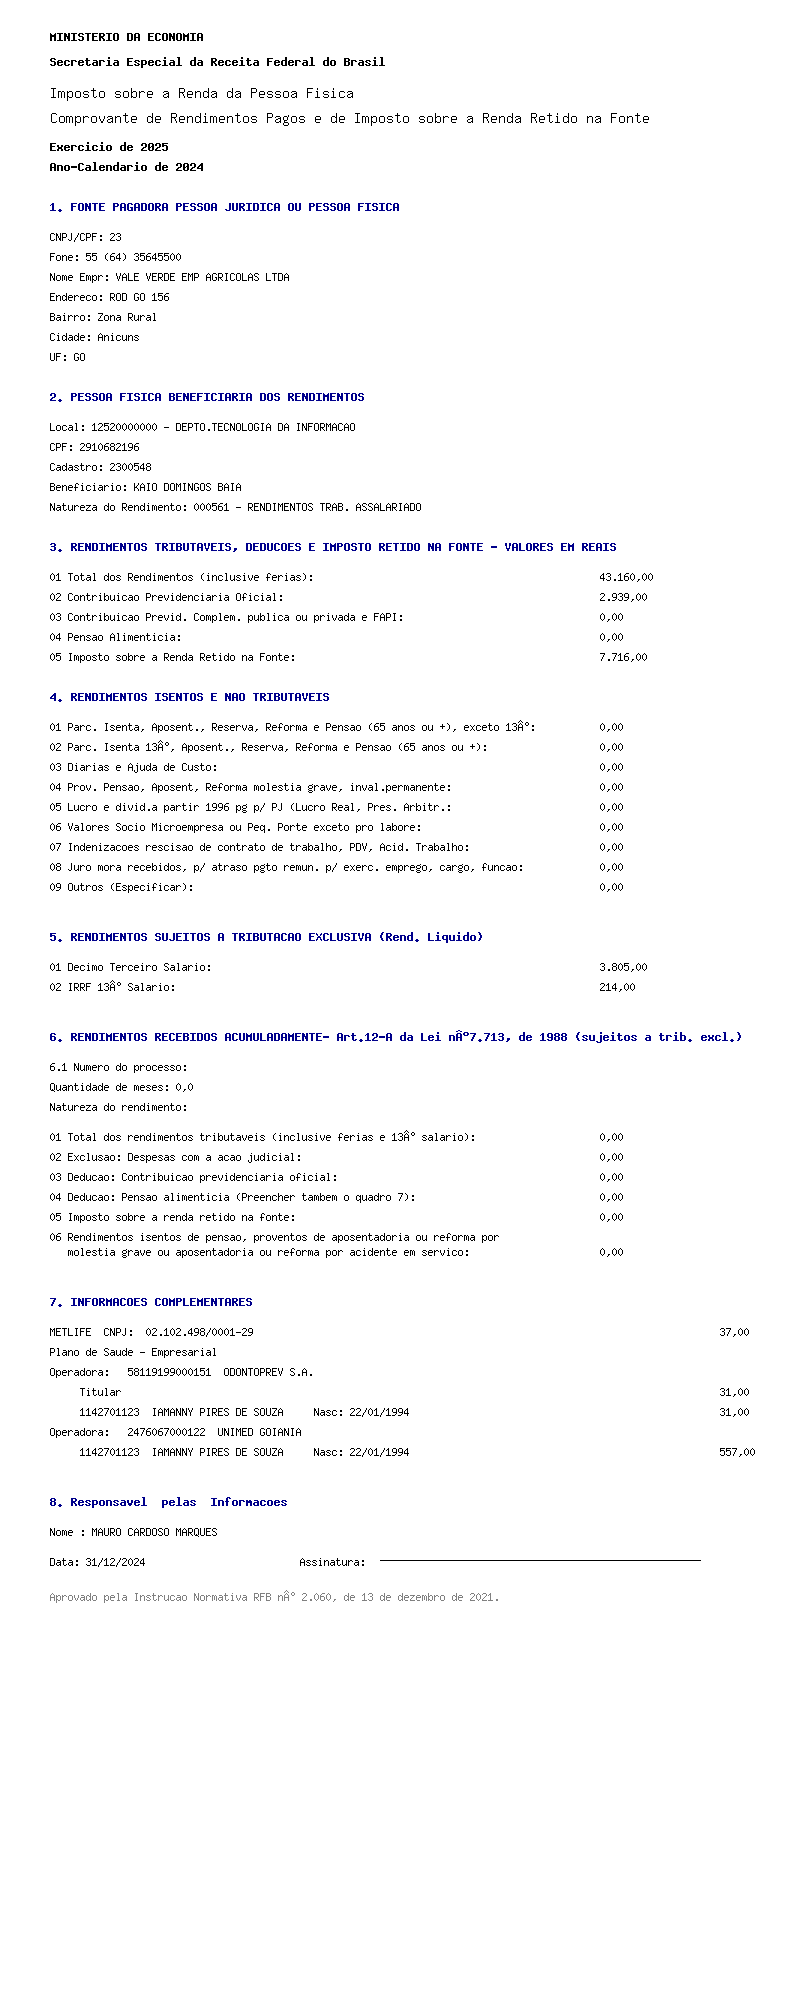 MINISTERIO DA ECONOMIA
Secretaria Especial da Receita Federal do Brasil
Imposto sobre a Renda da Pessoa Fisica
Comprovante de Rendimentos Pagos e de Imposto sobre a Renda Retido na Fonte
Exercicio de 2025
Ano-Calendario de 2024
1. FONTE PAGADORA PESSOA JURIDICA OU PESSOA FISICA
CNPJ/CPF: 23
Fone: 55 (64) 35645500
Nome Empr: VALE VERDE EMP AGRICOLAS LTDA
Endereco: ROD GO 156
Bairro: Zona Rural
Cidade: Anicuns
UF: GO
2. PESSOA FISICA BENEFICIARIA DOS RENDIMENTOS
Local: 12520000000 - DEPTO.TECNOLOGIA DA INFORMACAO
CPF: 2910682196
Cadastro: 2300548
Beneficiario: KAIO DOMINGOS BAIA
Natureza do Rendimento: 000561 - RENDIMENTOS TRAB. ASSALARIADO
3. RENDIMENTOS TRIBUTAVEIS, DEDUCOES E IMPOSTO RETIDO NA FONTE - VALORES EM REAIS
01 Total dos Rendimentos (inclusive ferias): 43.160,00
02 Contribuicao Previdenciaria Oficial: 2.939,00
03 Contribuicao Previd. Complem. publica ou privada e FAPI: 0,00
04 Pensao Alimenticia: 0,00
05 Imposto sobre a Renda Retido na Fonte: 7.716,00
4. RENDIMENTOS ISENTOS E NAO TRIBUTAVEIS
01 Parc. Isenta, Aposent., Reserva, Reforma e Pensao (65 anos ou +), exceto 13Âº: 0,00
02 Parc. Isenta 13Âº, Aposent., Reserva, Reforma e Pensao (65 anos ou +): 0,00
03 Diarias e Ajuda de Custo: 0,00
04 Prov. Pensao, Aposent, Reforma molestia grave, inval.permanente: 0,00
05 Lucro e divid.a partir 1996 pg p/ PJ (Lucro Real, Pres. Arbitr.: 0,00
06 Valores Socio Microempresa ou Peq. Porte exceto pro labore: 0,00
07 Indenizacoes rescisao de contrato de trabalho, PDV, Acid. Trabalho: 0,00
08 Juro mora recebidos, p/ atraso pgto remun. p/ exerc. emprego, cargo, funcao: 0,00
09 Outros (Especificar): 0,00
5. RENDIMENTOS SUJEITOS A TRIBUTACAO EXCLUSIVA (Rend. Liquido)
01 Decimo Terceiro Salario: 3.805,00
02 IRRF 13Âº Salario: 214,00
6. RENDIMENTOS RECEBIDOS ACUMULADAMENTE- Art.12-A da Lei nÂº7.713, de 1988 (sujeitos a trib. excl.)
6.1 Numero do processo:
Quantidade de meses: 0,0
Natureza do rendimento:
01 Total dos rendimentos tributaveis (inclusive ferias e 13Âº salario): 0,00
02 Exclusao: Despesas com a acao judicial: 0,00
03 Deducao: Contribuicao previdenciaria oficial: 0,00
04 Deducao: Pensao alimenticia (Preencher tambem o quadro 7): 0,00
05 Imposto sobre a renda retido na fonte: 0,00
06 Rendimentos isentos de pensao, proventos de aposentadoria ou reforma por
molestia grave ou aposentadoria ou reforma por acidente em servico: 0,00
7. INFORMACOES COMPLEMENTARES
METLIFE  CNPJ:  02.102.498/0001-29 37,00
Plano de Saude - Empresarial
Operadora:   58119199000151  ODONTOPREV S.A.
Titular 31,00
1142701123  IAMANNY PIRES DE SOUZA     Nasc: 22/01/1994 31,00
Operadora:   2476067000122  UNIMED GOIANIA
1142701123  IAMANNY PIRES DE SOUZA     Nasc: 22/01/1994 557,00
8. Responsavel  pelas  Informacoes
Nome : MAURO CARDOSO MARQUES
Data: 31/12/2024 Assinatura:
Aprovado pela Instrucao Normativa RFB nÂº 2.060, de 13 de dezembro de 2021.